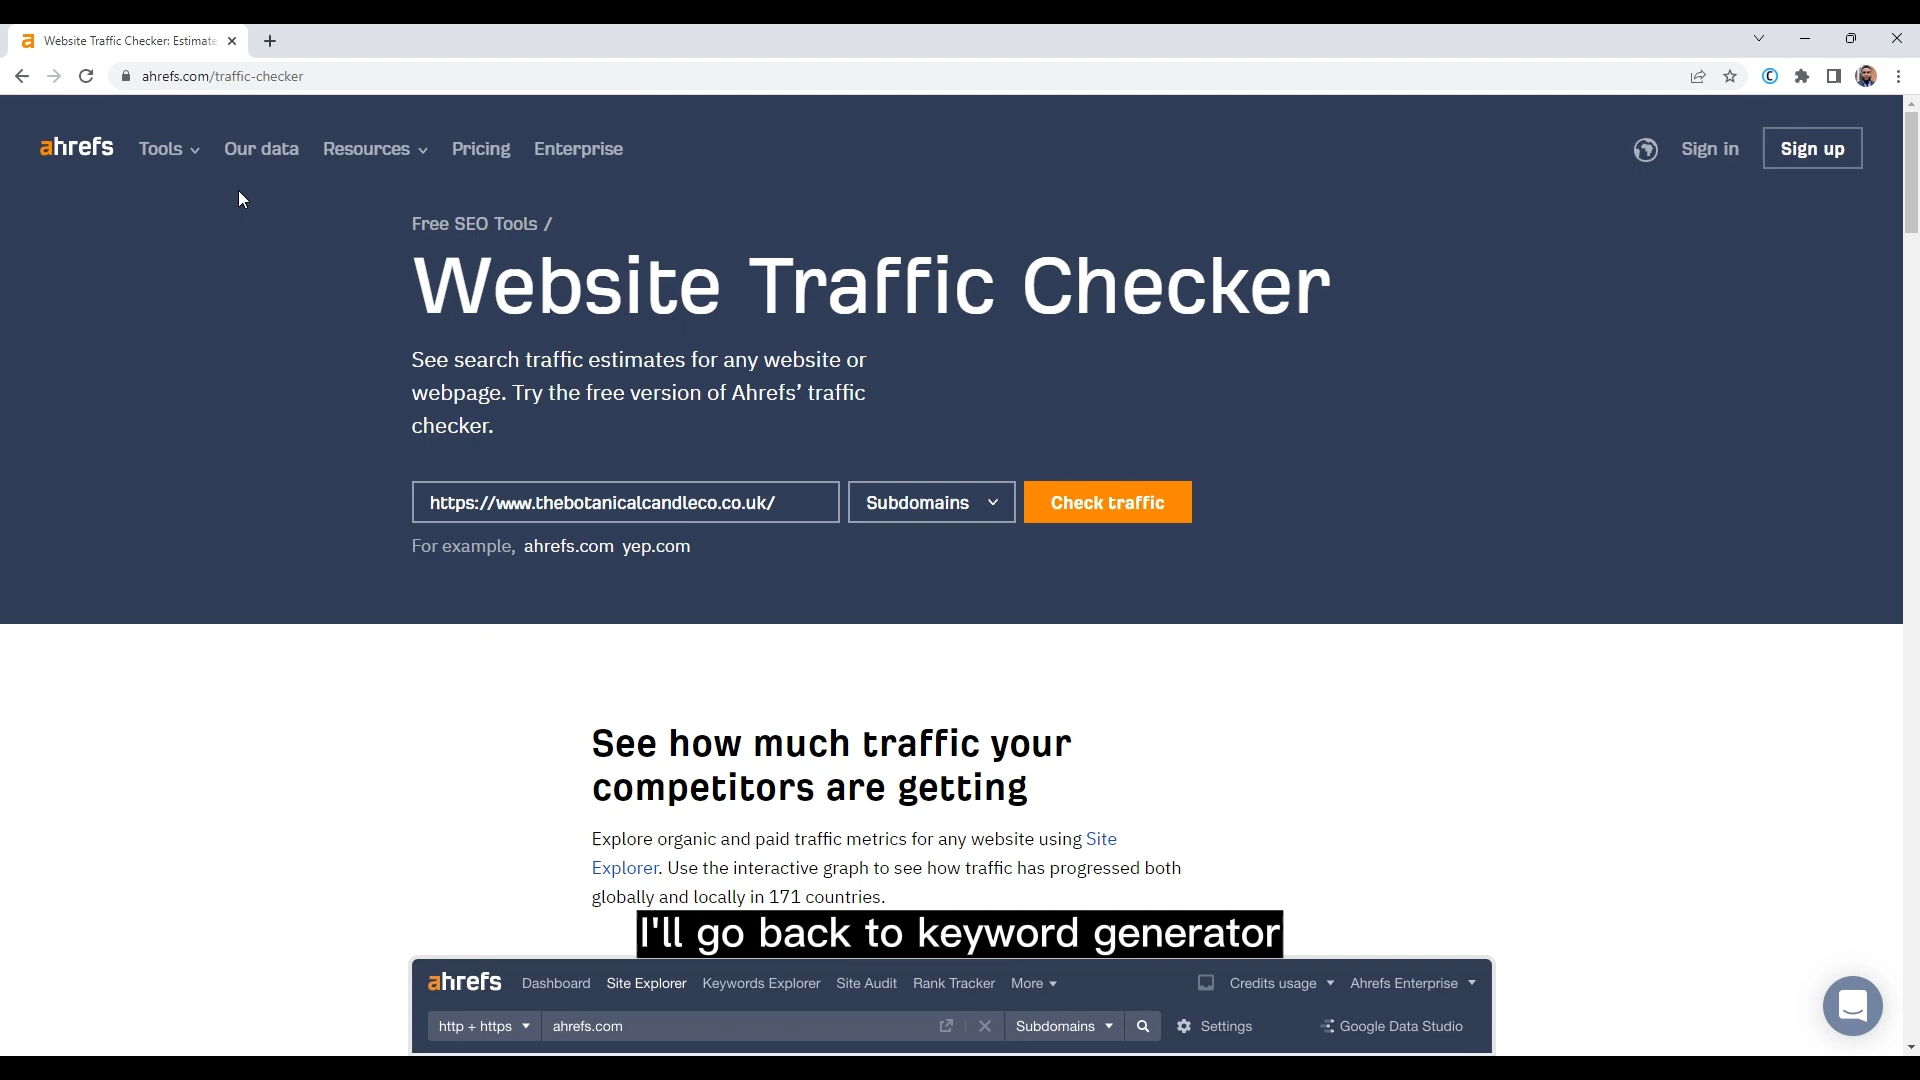 Website Traffic Checker: Estimate
ahrefs.com/traffic-checker
ahrefs Tools Our data Resources Pricing Enterprise Sign in Sign up
Free SEO Tools /
Website Traffic Checker
See search traffic estimates for any website or
webpage. Try the free version of Ahrefs’ traffic
checker.
https://www.thebotanicalcandleco.co.uk/ Subdomains Check traffic
For example, ahrefs.com yep.com
See how much traffic your
competitors are getting
Explore organic and paid traffic metrics for any website using Site
Explorer. Use the interactive graph to see how traffic has progressed both
globally and locally in 171 countries.
I'll go back to keyword generator
ahrefs Dashboard Site Explorer Keywords Explorer Site Audit Rank Tracker More Credits usage Ahrefs Enterprise
http + https ahrefs.com Subdomains Settings Google Data Studio